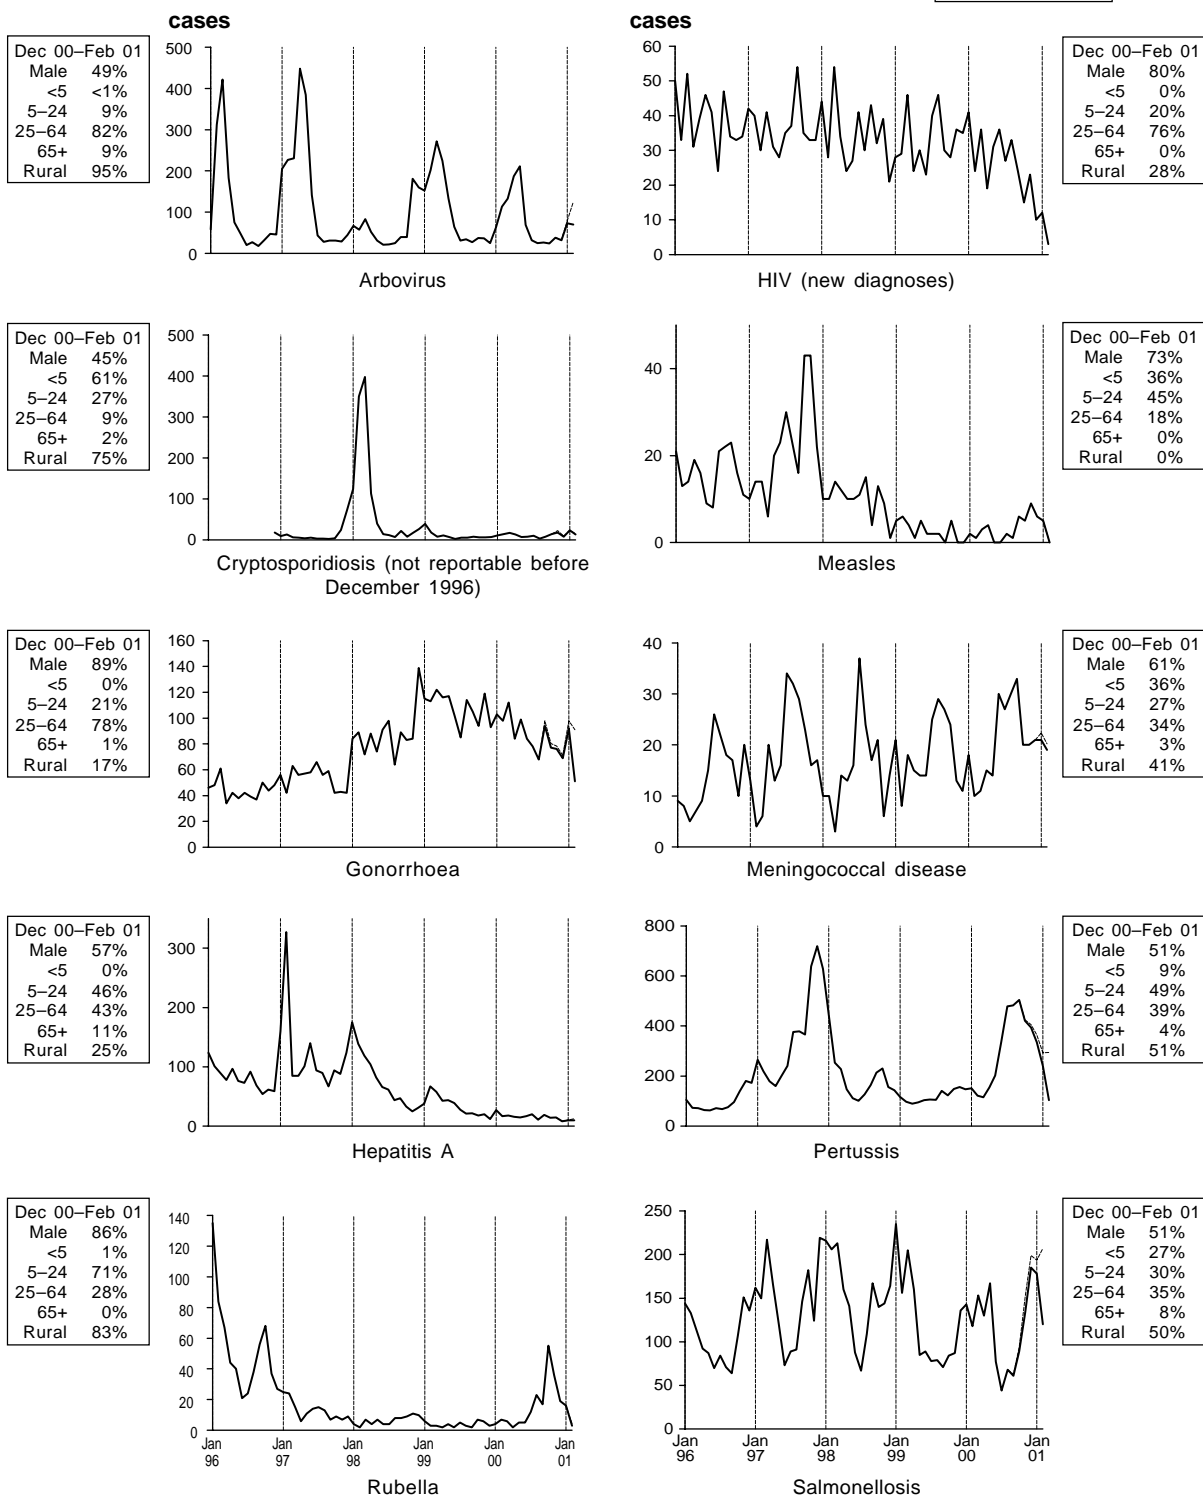 cases
cases
Dec 00–Feb 01
Male 49%
<5 <1%
5–24 9%
25–64 82%
65+ 9%
Rural 95%
500
400
300
200
100
0
Arbovirus
60
50
40
30
20
10
0
HIV (new diagnoses)
Dec 00–Feb 01
Male 80%
<5 0%
5–24 20%
25–64 76%
65+ 0%
Rural 28%
Dec 00–Feb 01
Male 45%
<5 61%
5–24 27%
25–64 9%
65+ 2%
Rural 75%
500
400
300
200
100
0
Cryptosporidiosis (not reportable before
December 1996)
40
20
0
Measles
Dec 00–Feb 01
Male 73%
<5 36%
5–24 45%
25–64 18%
65+ 0%
Rural 0%
Dec 00–Feb 01
Male 89%
<5 0%
5–24 21%
25–64 78%
65+ 1%
Rural 17%
160
140
120
100
80
60
40
20
0
Gonorrhoea
40
30
20
10
0
Meningococcal disease
Dec 00–Feb 01
Male 61%
<5 36%
5–24 27%
25–64 34%
65+ 3%
Rural 41%
Dec 00–Feb 01
Male 57%
<5 0%
5–24 46%
25–64 43%
65+ 11%
Rural 25%
300
200
100
0
Hepatitis A
800
600
400
200
0
Pertussis
Dec 00–Feb 01
Male 51%
<5 9%
5–24 49%
25–64 39%
65+ 4%
Rural 51%
Dec 00–Feb 01
Male 86%
<5 1%
5–24 71%
25–64 28%
65+ 0%
Rural 83%
140
120
100
80
60
40
20
0
Jan Jan Jan Jan Jan Jan
96 97 98 99 00 01
Rubella
250
200
150
100
50
0
Jan Jan Jan Jan Jan Jan
96 97 98 99 00 01
Salmonellosis
Dec 00–Feb 01
Male 51%
<5 27%
5–24 30%
25–64 35%
65+ 8%
Rural 50%